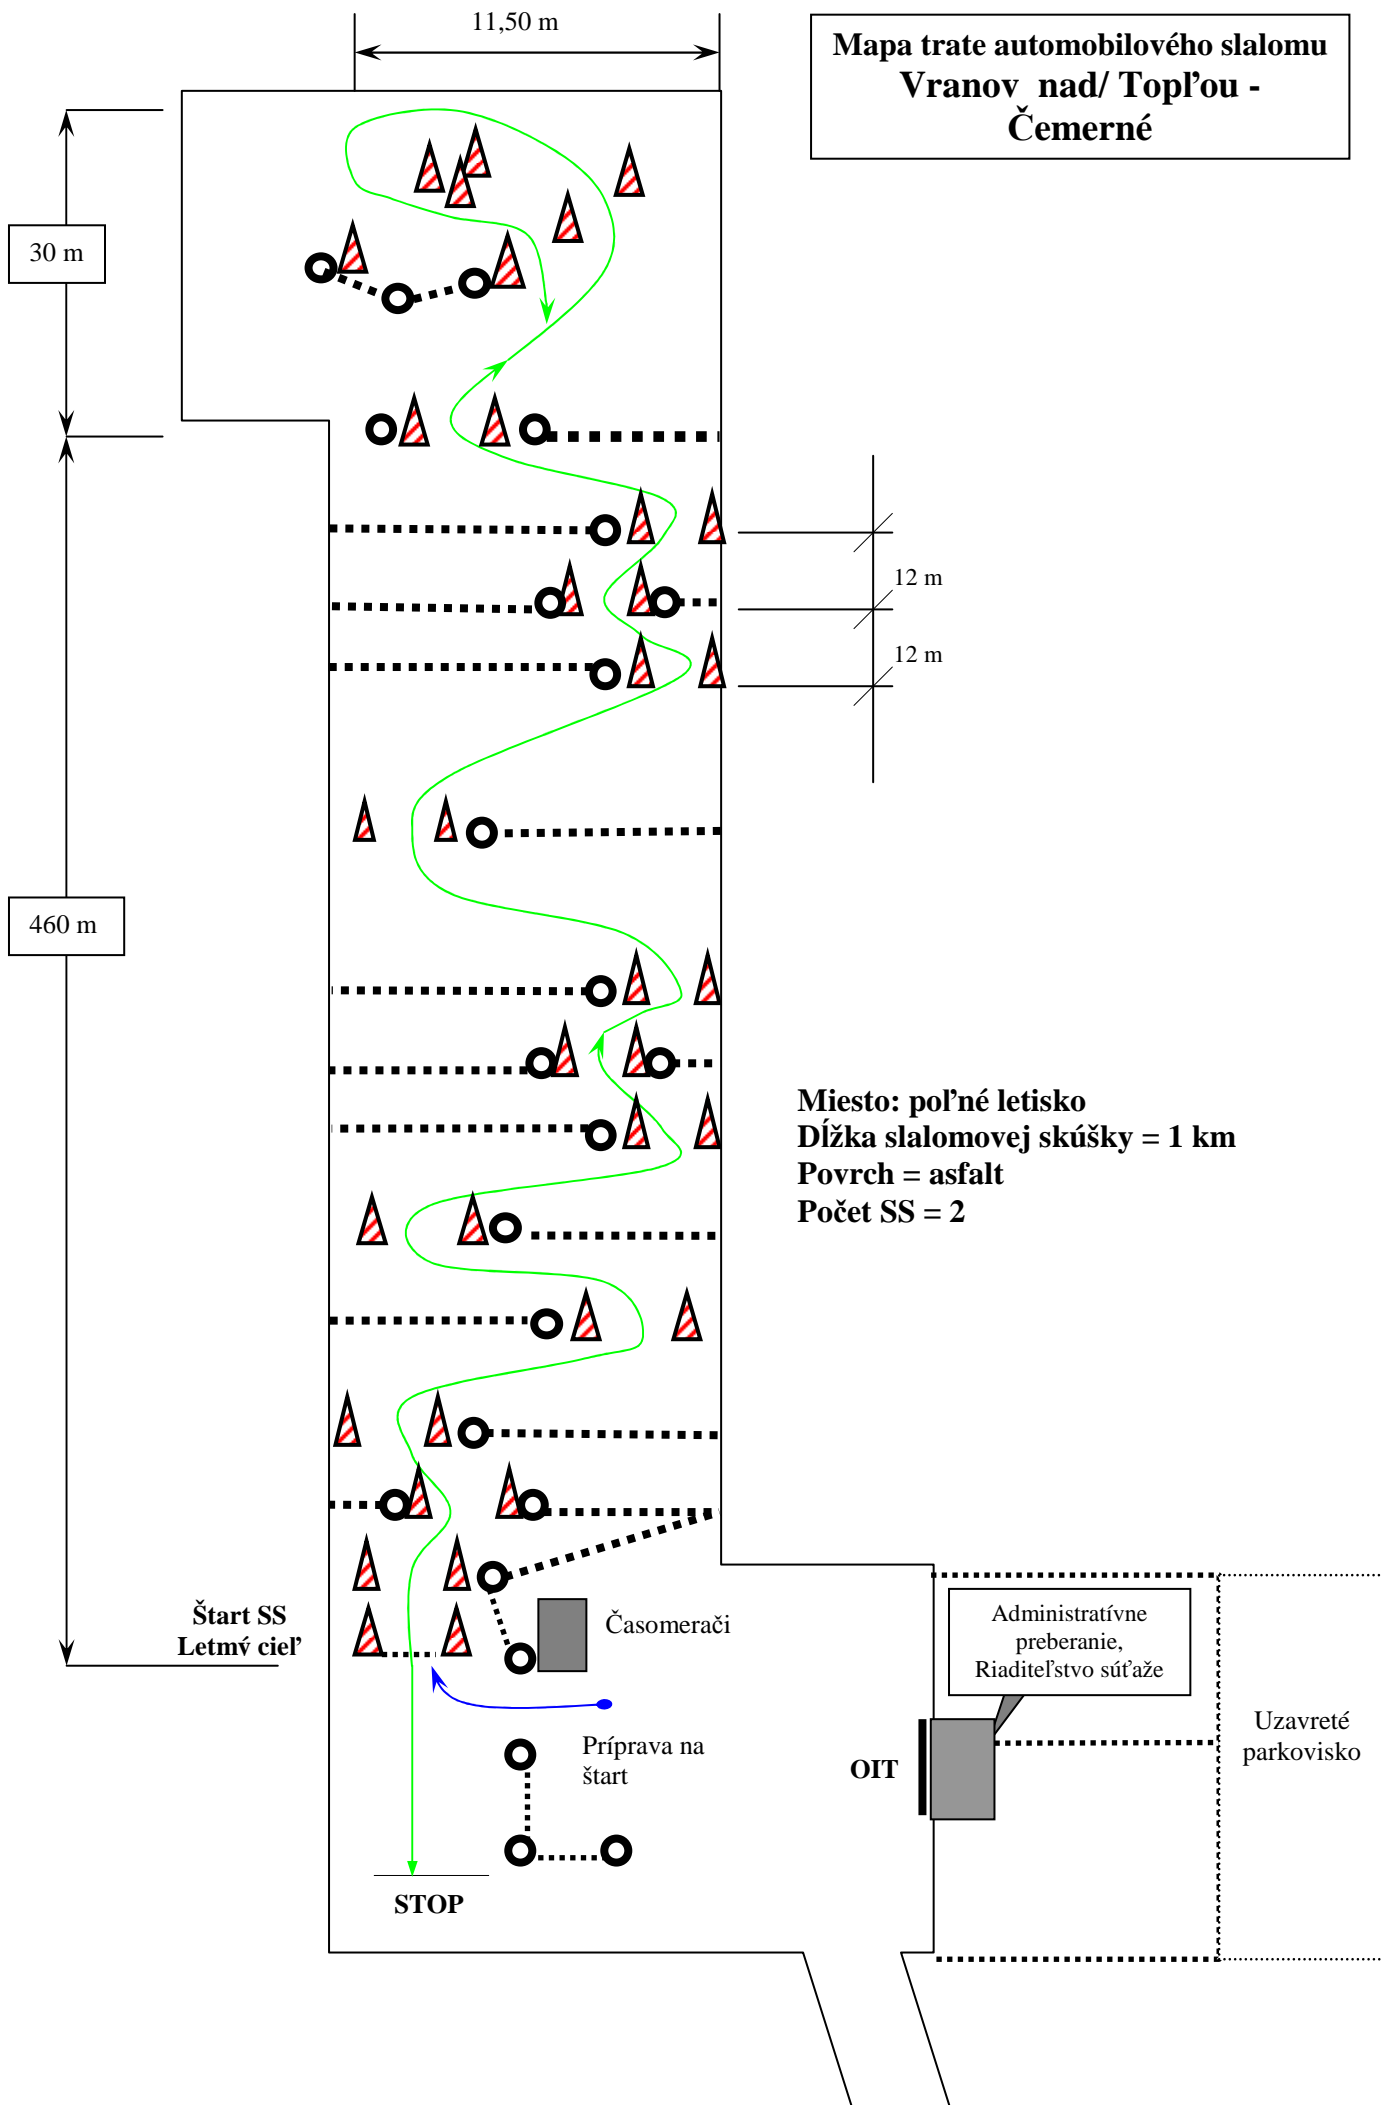 11,50 m
Mapa trate automobilového slalomu
Vranov nad/ Topľou -
Čemerné
30 m
12 m
12 m
460 m
Miesto: poľné letisko
Dĺžka slalomovej skúšky = 1 km
Povrch = asfalt
Počet SS = 2
Štart SS
Letmý cieľ
Časomerači
Administratívne
preberanie,
Riaditeľstvo súťaže
Uzavreté
parkovisko
Príprava na
štart
OIT
STOP